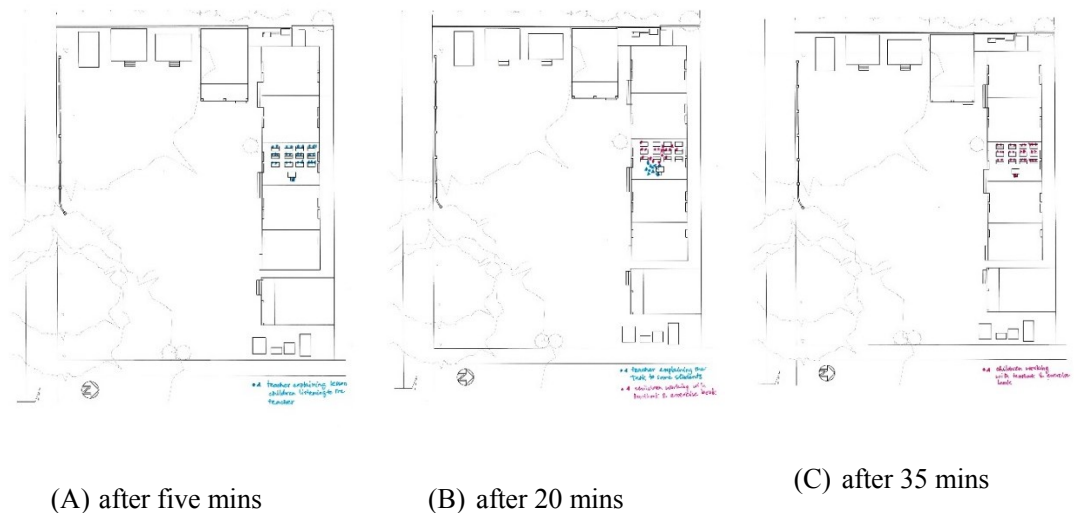 teacher explaining lesson
children listening to the
teacher
teacher explaining the
task to some students
children working with
textbook & exercise book
children working
with textbook & exercise
book
(A) after five mins
(B) after 20 mins
(C) after 35 mins